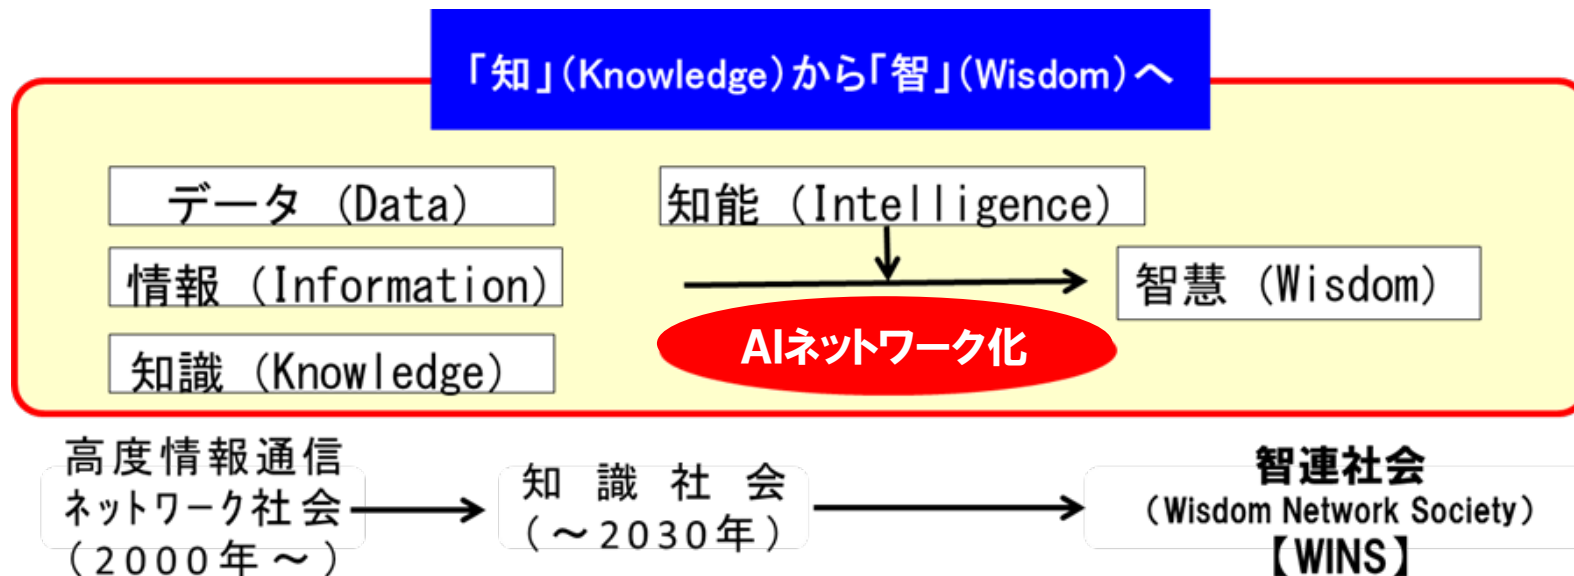 「知」(Knowledge)から「智」(Wisdom)へ
データ (Data)
知能 (Intelligence)
情報 (Information)
智慧 (Wisdom)
AIネットワーク化
知識 (Knowledge)
高度情報通信
ネットワーク社会
(2000年～)
知識社会
(～2030年)
智連社会
(Wisdom Network Society)
【WINS】